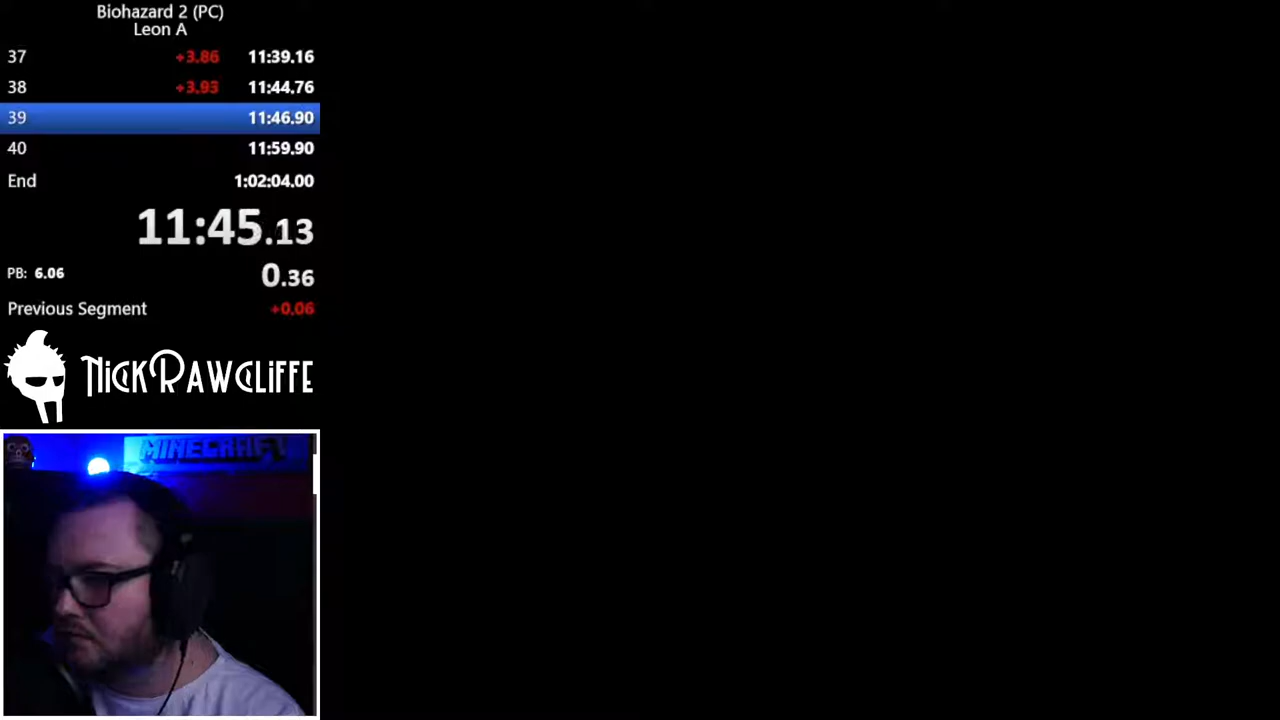 Biohazard 2 (PC)
Leon A
37 +3.86 11:39.16
38 +3.93 11:44.76
39 11:46.90
40 11:59.90
End 1:02:04.00
11:45.13
PB: 6.06 0.36
Previous Segment +0.06
NICKRAWCLIFFE
MINECRAFT